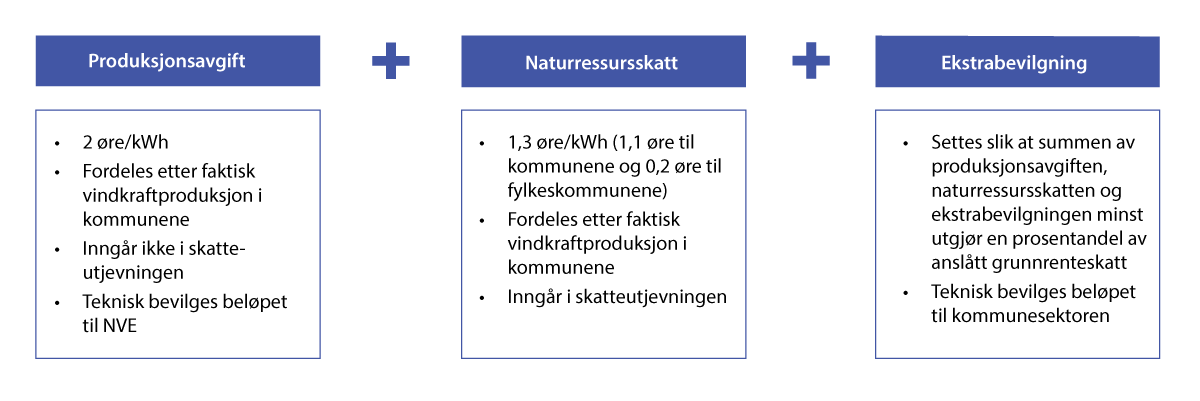 Produksjonsavgift
• 2 øre/kWh
• Fordeles etter faktisk
vindkraftproduksjon i
kommunene
• Inngår ikke i skatte-
utjevningen
• Teknisk bevilges beløpet
til NVE
+
Naturressursskatt
• 1,3 øre/kWh (1,1 øre til
kommunene og 0,2 øre til
fylkeskommunene)
• Fordeles etter faktisk
vindkraftproduksjon i
kommunene
• Inngår i skatteutjevningen
+
Ekstrabevilgning
• Settes slik at summen av
produksjonsavgiften,
naturressursskatten og
ekstrabevilgningen minst
utgjør en prosentandel av
anslått grunnrenteskatt
• Teknisk bevilges beløpet
til kommunesektoren